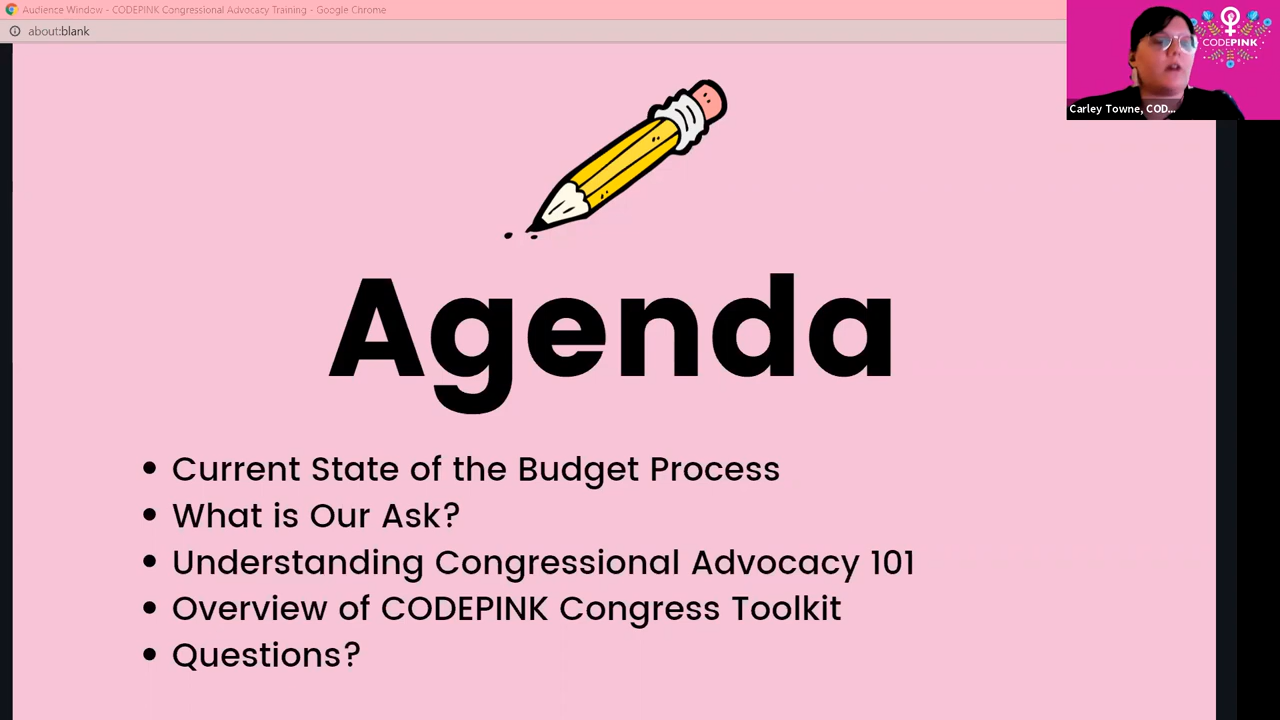 Audience Window - CODEPINK Congressional Advocacy Training - Google Chrome
about:blank
CODEPINK
Carley Towne, COD...
Agenda
• Current State of the Budget Process
• What is Our Ask?
• Understanding Congressional Advocacy 101
• Overview of CODEPINK Congress Toolkit
• Questions?